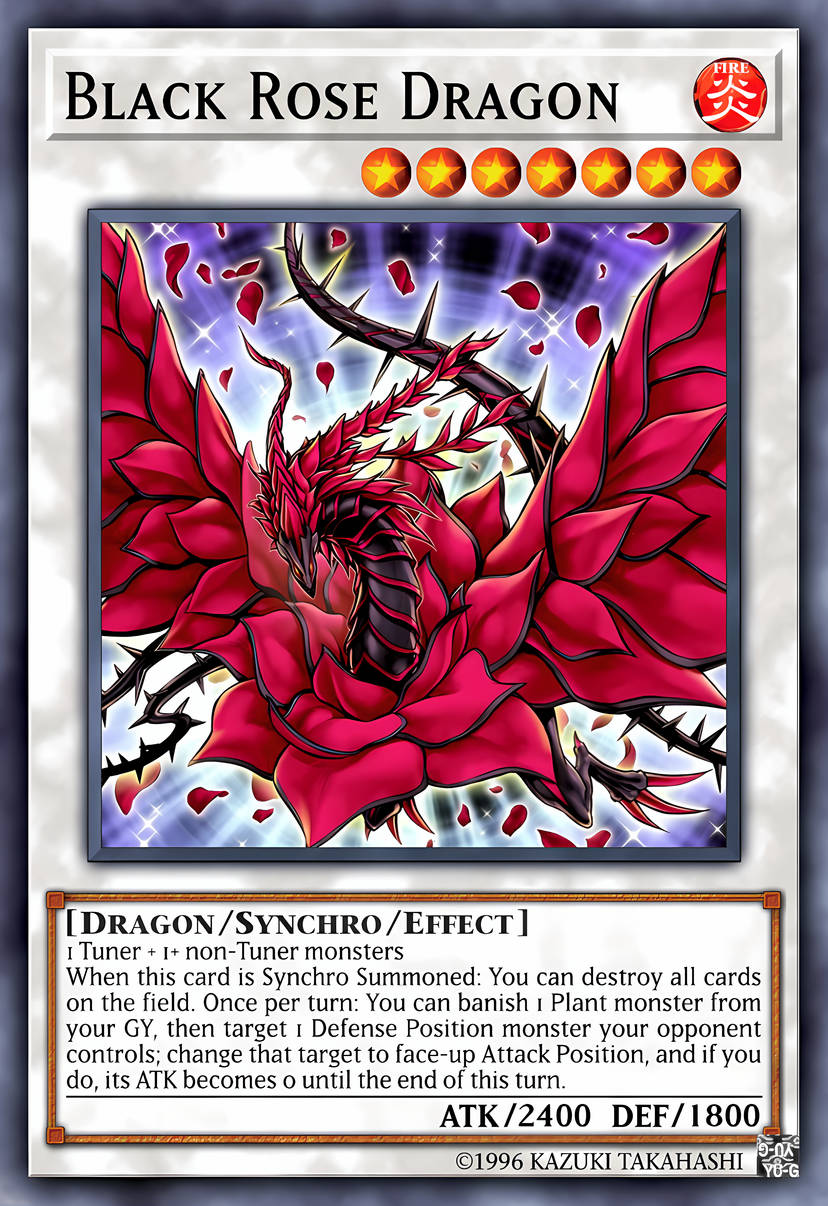 Black Rose Dragon
FIRE
炎
[Dragon/Synchro/Effect]
1 Tuner + 1+ non-Tuner monsters
When this card is Synchro Summoned: You can destroy all cards
on the field. Once per turn: You can banish 1 Plant monster from
your GY, then target 1 Defense Position monster your opponent
controls; change that target to face-up Attack Position, and if you
do, its ATK becomes 0 until the end of this turn.
ATK/2400 DEF/1800
©1996 KAZUKI TAKAHASHI